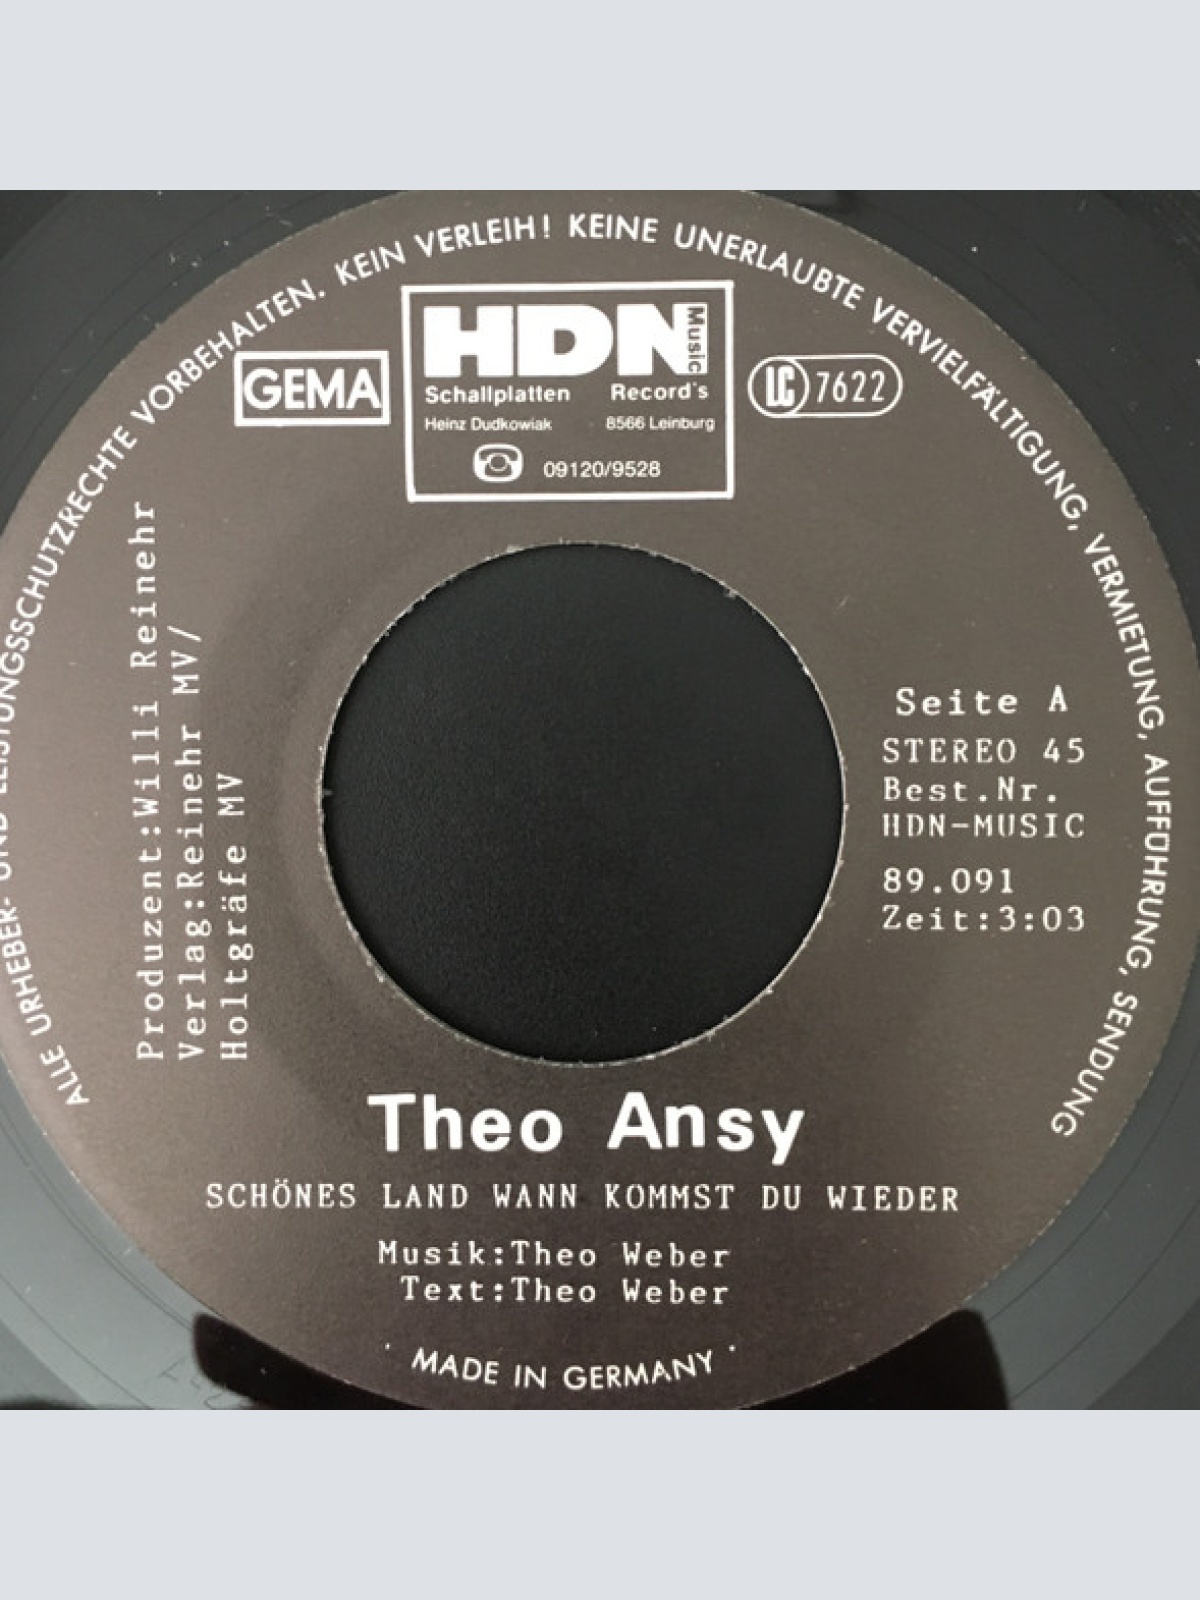 ALLE URHEBER- UND LEISTUNGSSCHUTZRECHTE VORBEHALTEN. KEIN VERLEIH! KEINE UNERLAUBTE VERVIELFÄLTIGUNG, VERMIETUNG, AUFFÜHRUNG, SENDUNG
GEMA
HDN Music
Schallplatten Record's
Heinz Dudkowiak 8566 Leinburg
09120/9528
LC 7622
Produzent:Willi Reinehr
Verlag:Reinehr MV/
Holtgräfe MV
Seite A
STEREO 45
Best.Nr.
HDN-MUSIC
89.091
Zeit:3:03
Theo Ansy
SCHÖNES LAND WANN KOMMST DU WIEDER
Musik:Theo Weber
Text:Theo Weber
· MADE IN GERMANY ·